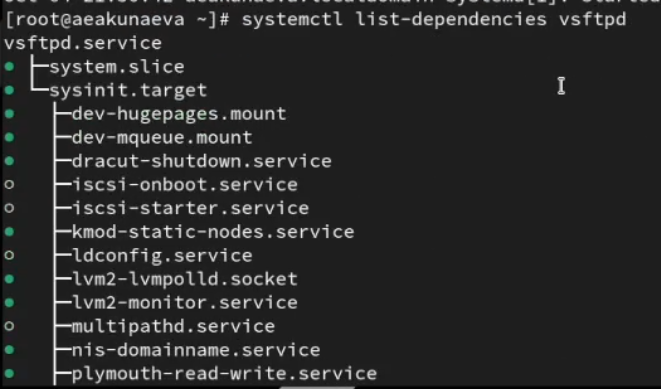 [root@aeakunaeva ~]# systemctl list-dependencies vsftpd
vsftpd.service
● ├─system.slice
● └─sysinit.target
●   ├─dev-hugepages.mount
●   ├─dev-mqueue.mount
●   ├─dracut-shutdown.service
○   ├─iscsi-onboot.service
○   ├─iscsi-starter.service
●   ├─kmod-static-nodes.service
○   ├─ldconfig.service
●   ├─lvm2-lvmpolld.socket
●   ├─lvm2-monitor.service
○   ├─multipathd.service
●   ├─nis-domainname.service
●   ├─plymouth-read-write.service